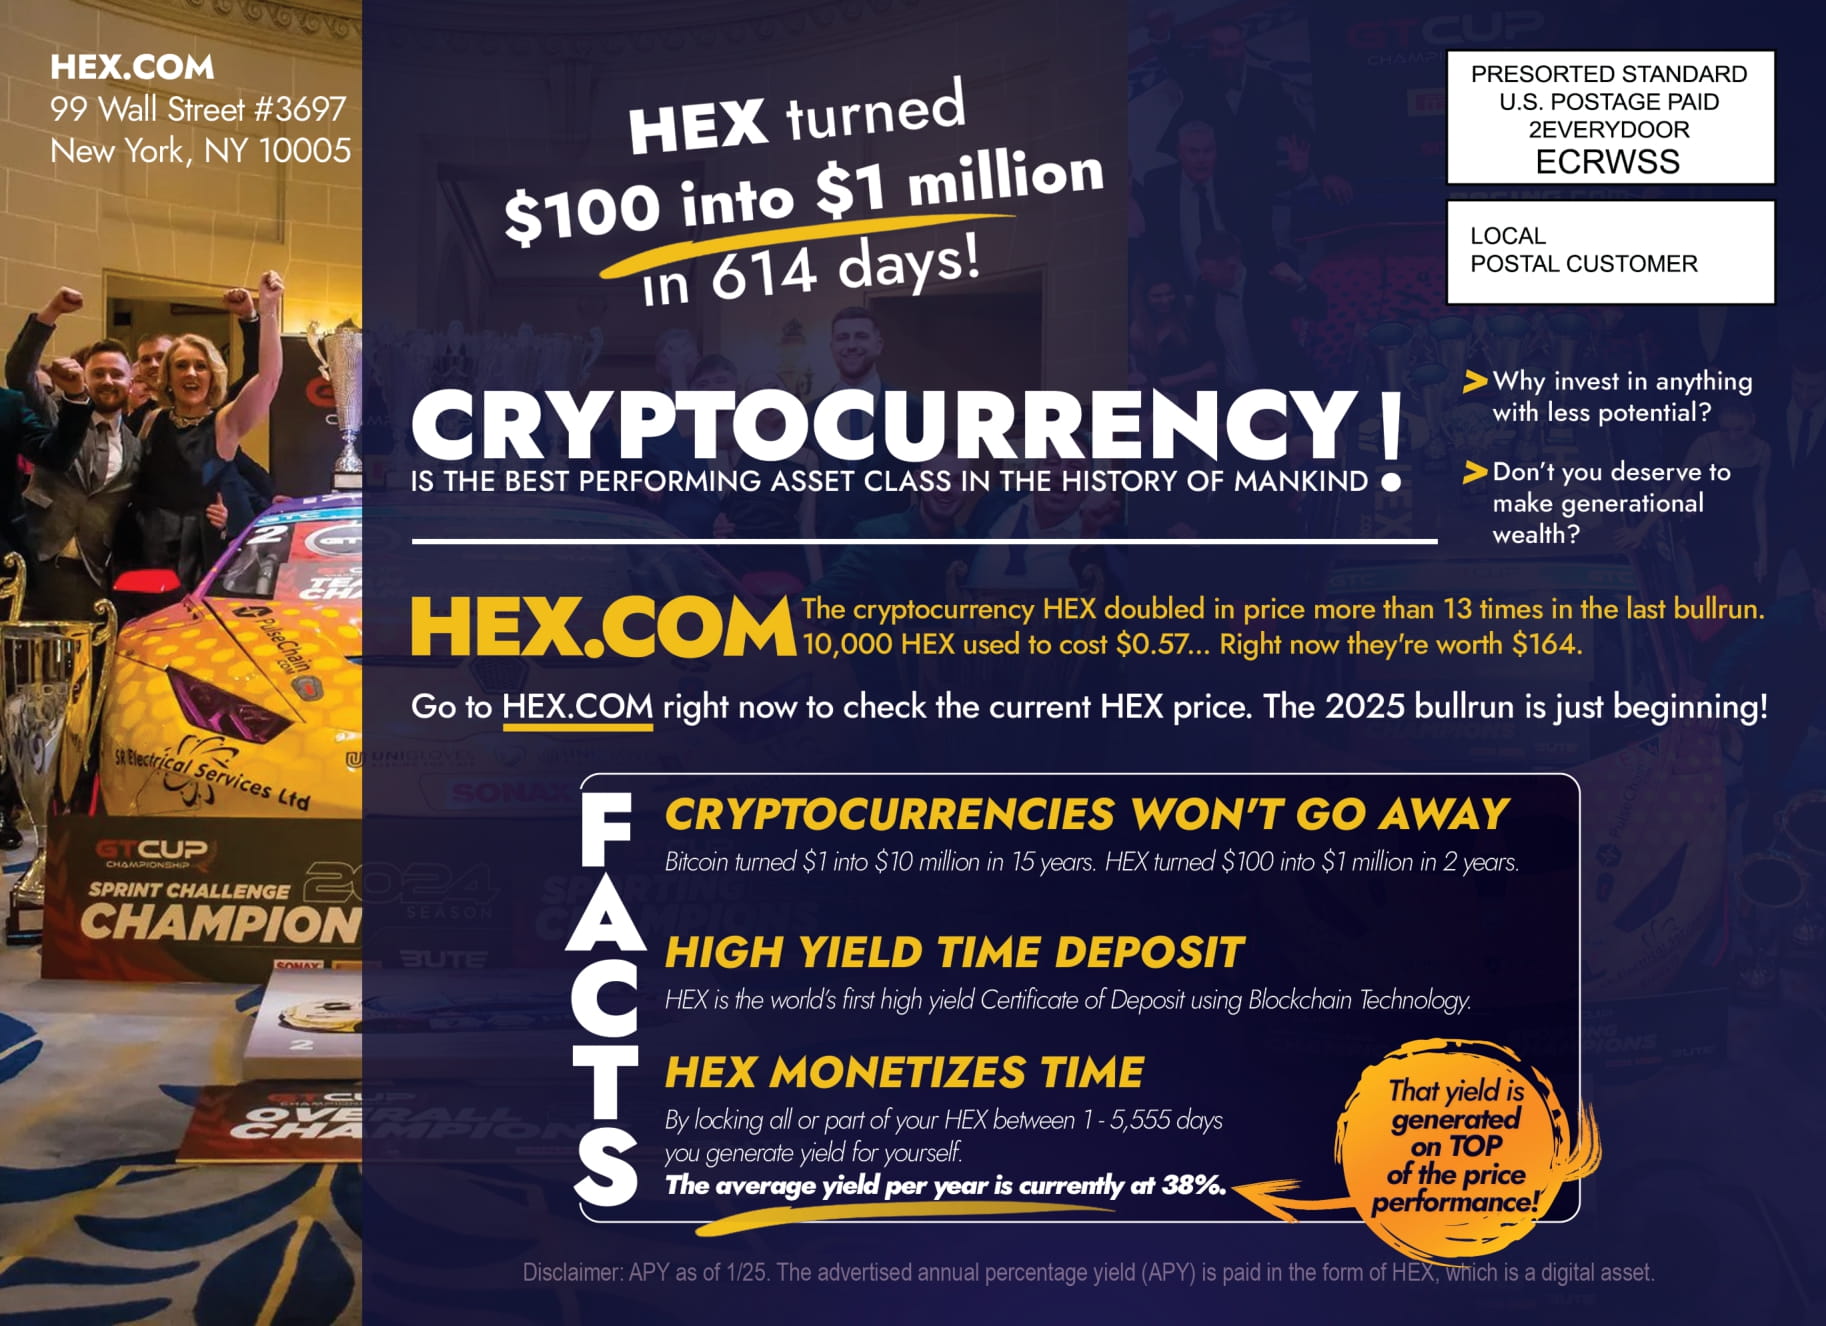 HEX.COM
99 Wall Street #3697
New York, NY 10005
HEX turned
$100 into $1 million
in 614 days!
PRESORTED STANDARD
U.S. POSTAGE PAID
2EVERYDOOR
ECRWSS
LOCAL
POSTAL CUSTOMER
CRYPTOCURRENCY!
IS THE BEST PERFORMING ASSET CLASS IN THE HISTORY OF MANKIND
> Why invest in anything
with less potential?
> Don't you deserve to
make generational
wealth?
HEX.COM
The cryptocurrency HEX doubled in price more than 13 times in the last bullrun.
10,000 HEX used to cost $0.57... Right now they're worth $164.
Go to HEX.COM right now to check the current HEX price. The 2025 bullrun is just beginning!
FACTS
CRYPTOCURRENCIES WON'T GO AWAY
Bitcoin turned $1 into $10 million in 15 years. HEX turned $100 into $1 million in 2 years.
HIGH YIELD TIME DEPOSIT
HEX is the world's first high yield Certificate of Deposit using Blockchain Technology.
HEX MONETIZES TIME
By locking all or part of your HEX between 1 - 5,555 days
you generate yield for yourself.
The average yield per year is currently at 38%.
That yield is
generated
on TOP
of the price
performance!
Disclaimer: APY as of 1/25. The advertised annual percentage yield (APY) is paid in the form of HEX, which is a digital asset.
2
PulseChain
.com
SR Electrical Services Ltd
UNIGLOVES
SONAX
GTCUP
CHAMPIONSHIP
2024
SEASON
SPRINT CHALLENGE
CHAMPION
SONAX
BUTE
2
GTCUP
OVERALL
CHAMPION
GTCUP